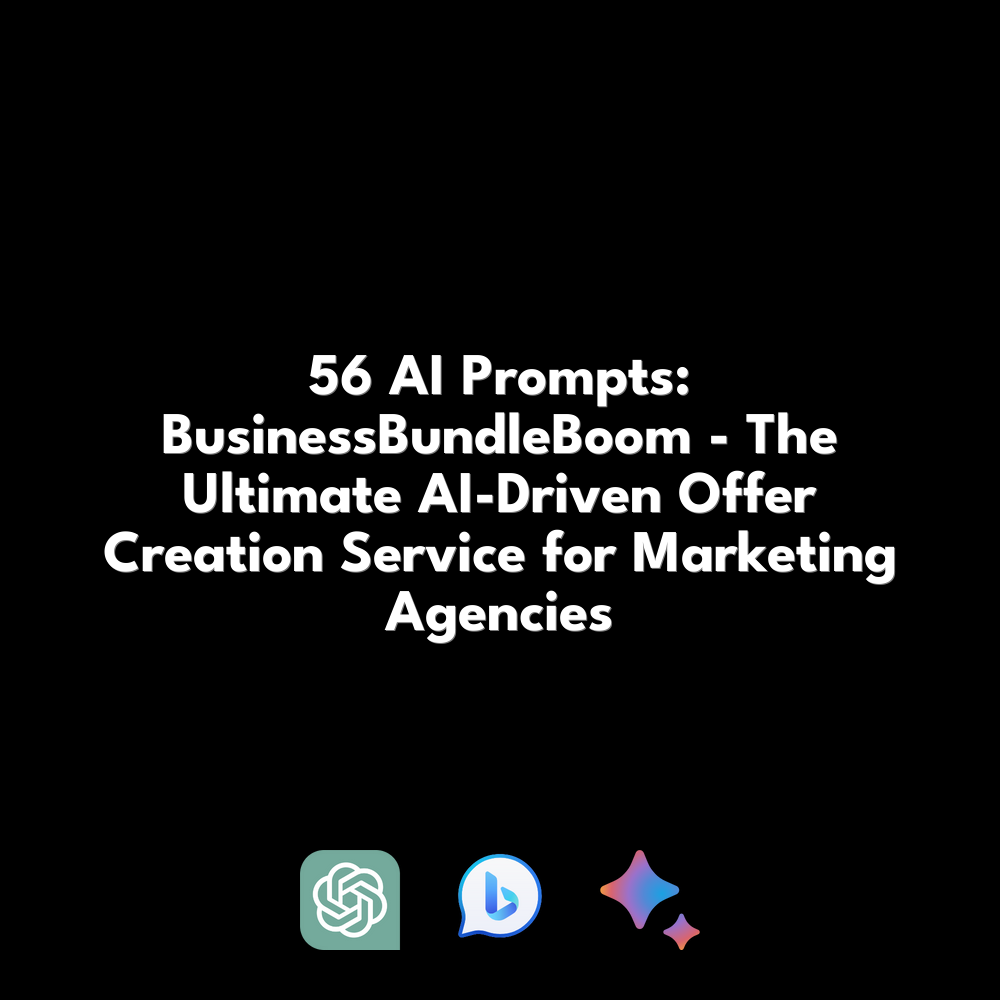 56 AI Prompts:
BusinessBundleBoom - The
Ultimate AI-Driven Offer
Creation Service for Marketing
Agencies